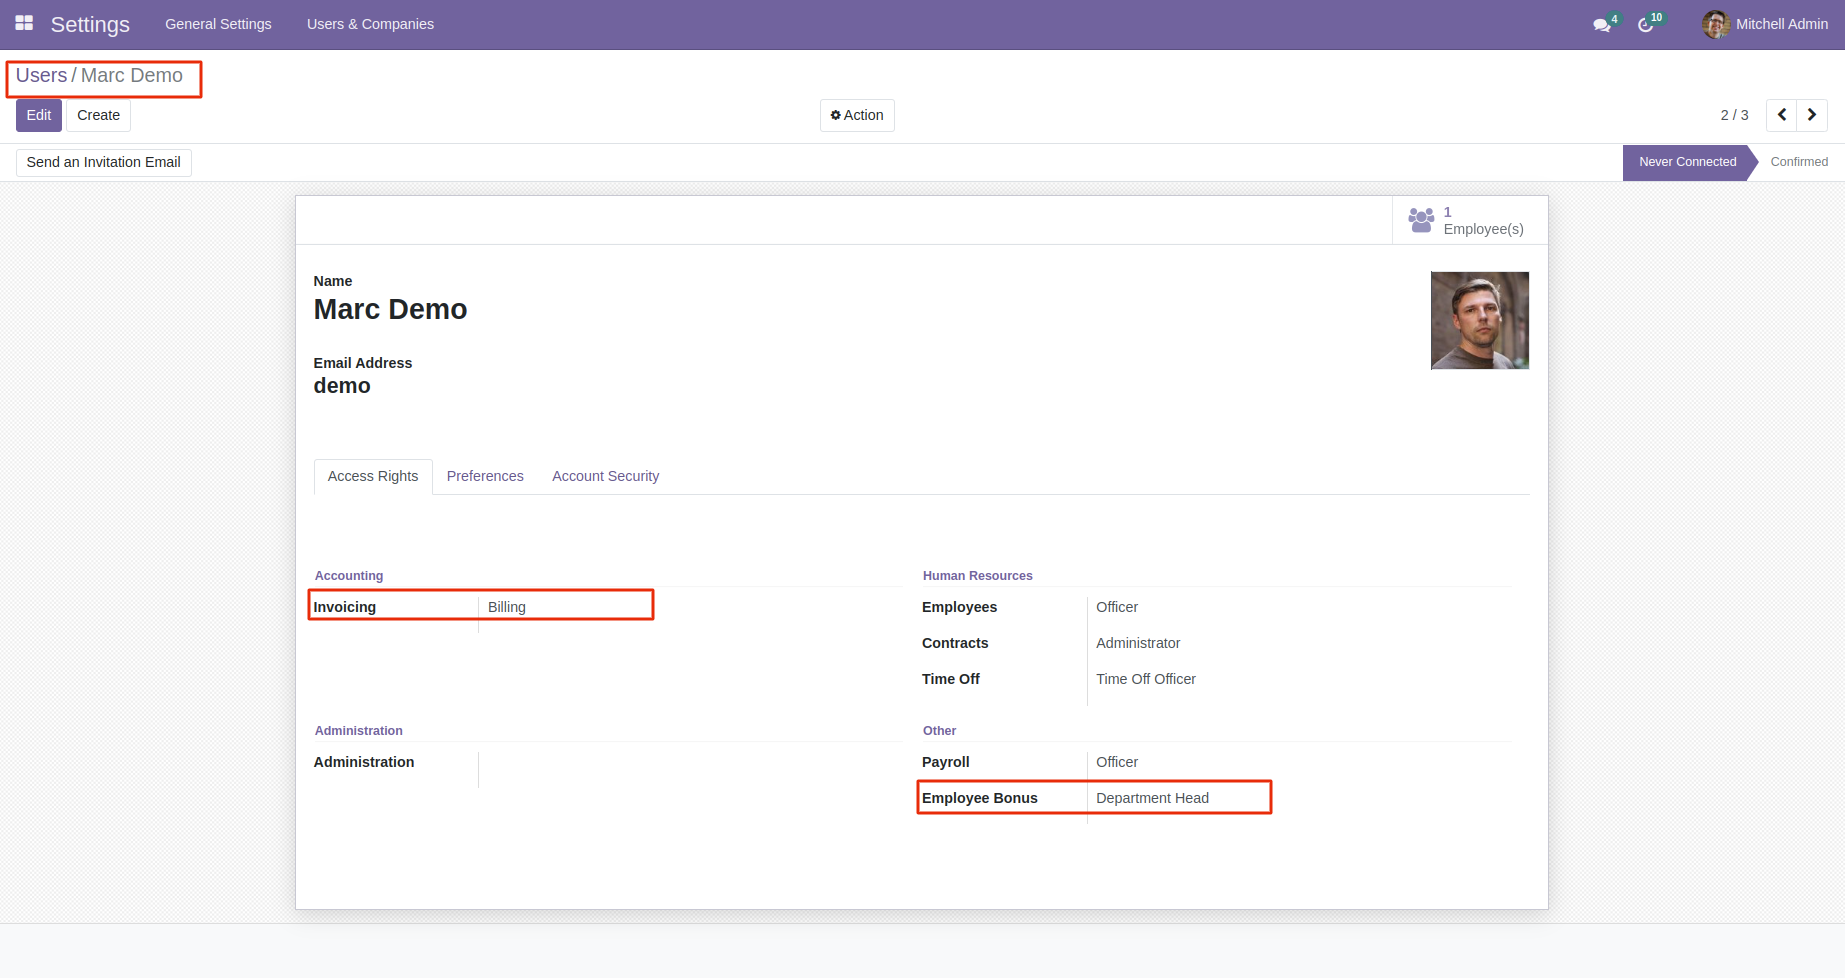 Settings General Settings Users & Companies 4 10 Mitchell Admin
Users / Marc Demo
Edit Create Action 2 / 3
Send an Invitation Email Never Connected Confirmed
1
Employee(s)
Name
Marc Demo
Email Address
demo
Access Rights Preferences Account Security
Accounting
Invoicing Billing
Human Resources
Employees Officer
Contracts Administrator
Time Off Time Off Officer
Administration
Administration
Other
Payroll Officer
Employee Bonus Department Head